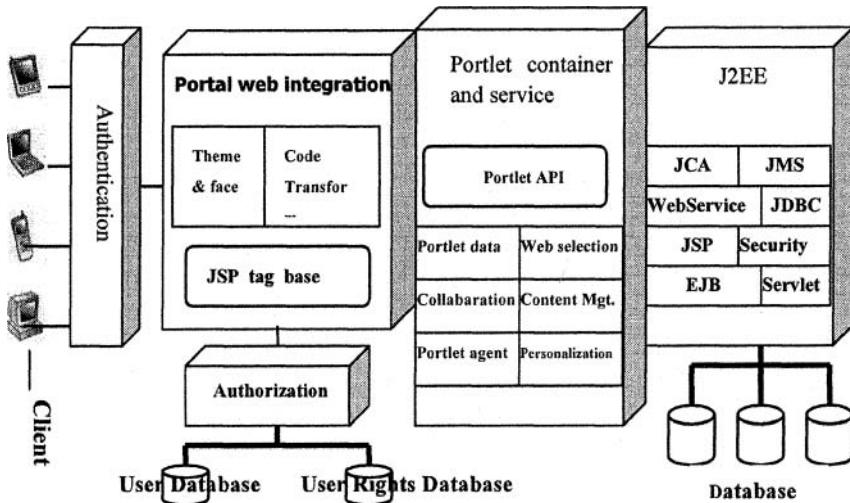 Client
Authentication
Portal web integration
Theme
& face
Code
Transfor
...
JSP tag base
Authorization
User Database
User Rights Database
Portlet container
and service
Portlet API
Portlet data
Web selection
Collabaration
Content Mgt.
Portlet agent
Personalization
J2EE
JCA
JMS
WebService
JDBC
JSP
Security
EJB
Servlet
Database